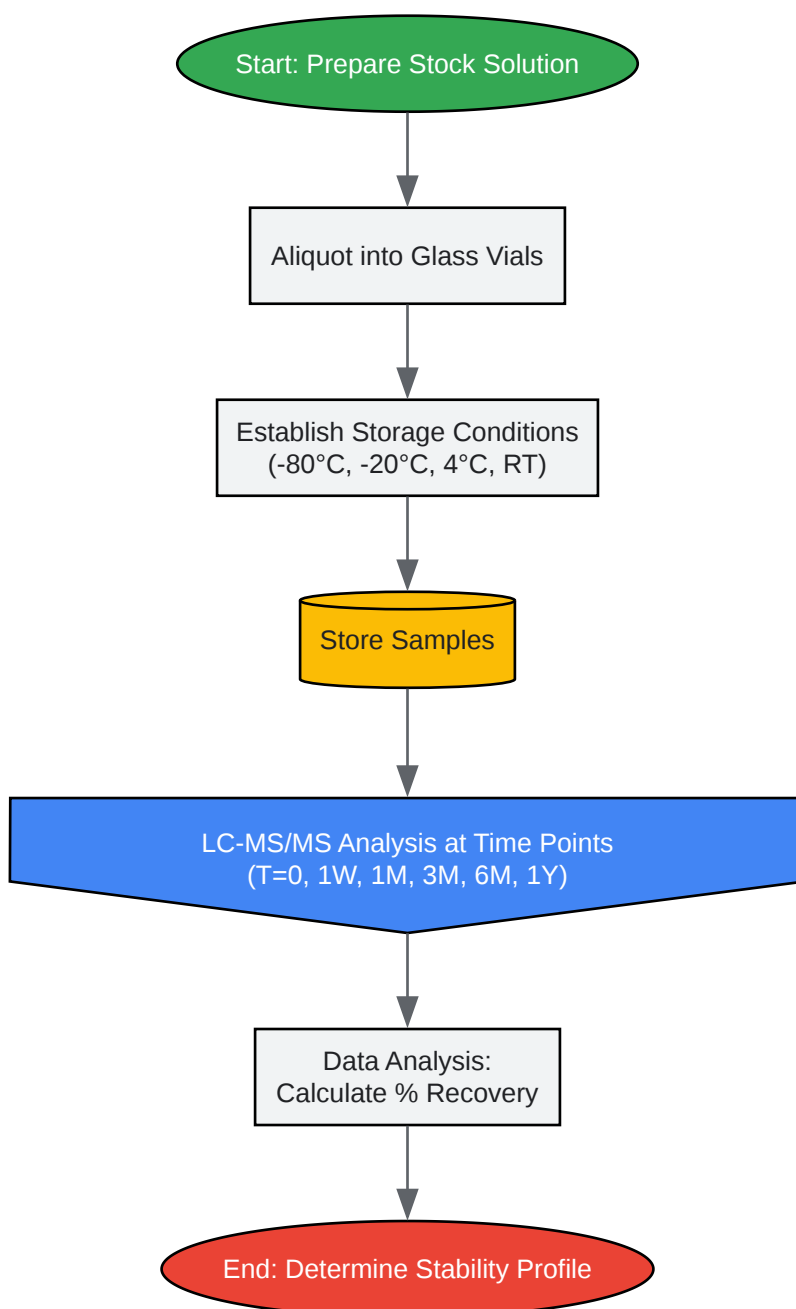 Start: Prepare Stock Solution
Aliquot into Glass Vials
Establish Storage Conditions
(-80°C, -20°C, 4°C, RT)
Store Samples
LC-MS/MS Analysis at Time Points
(T=0, 1W, 1M, 3M, 6M, 1Y)
Data Analysis:
Calculate % Recovery
End: Determine Stability Profile